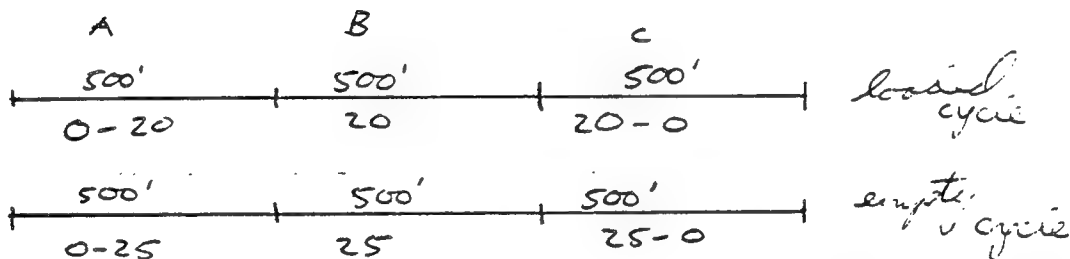 A B C
500' 500' 500' loaded
0-20 20 20-0 cycle
500' 500' 500' empty
0-25 25 25-0 cycle